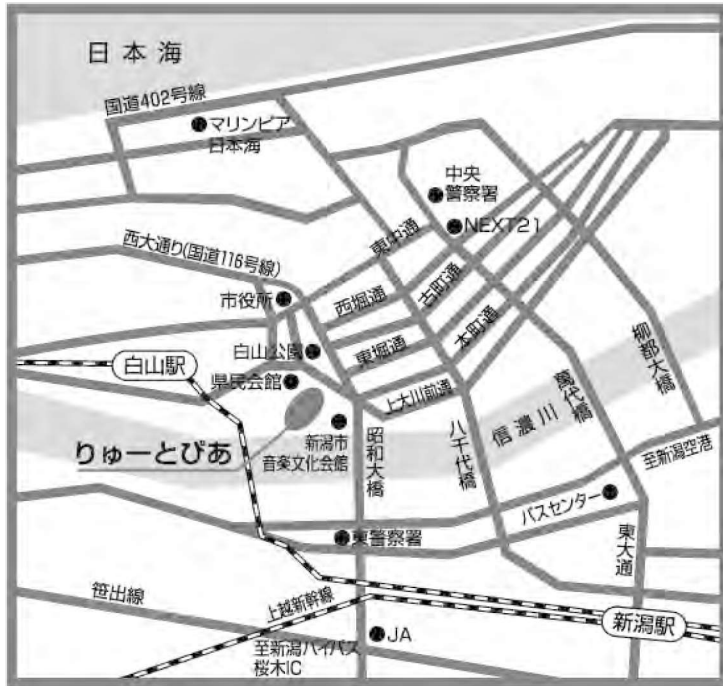 日本海
国道402号線
マリンピア
日本海
中央
警察署
NEXT21
東中通
西大通り(国道116号線)
市役所
西堀通
古町通
白山公園
東堀通
本町通
柳都大橋
白山駅
県民会館
上大川前通
萬代橋
りゅーとぴあ
新潟市
音楽文化会館
昭和大橋
八千代橋
信濃川
至新潟空港
バスセンター
東警察署
東大通
笹出線
上越新幹線
新潟駅
至新潟バイパス
桜木IC
JA